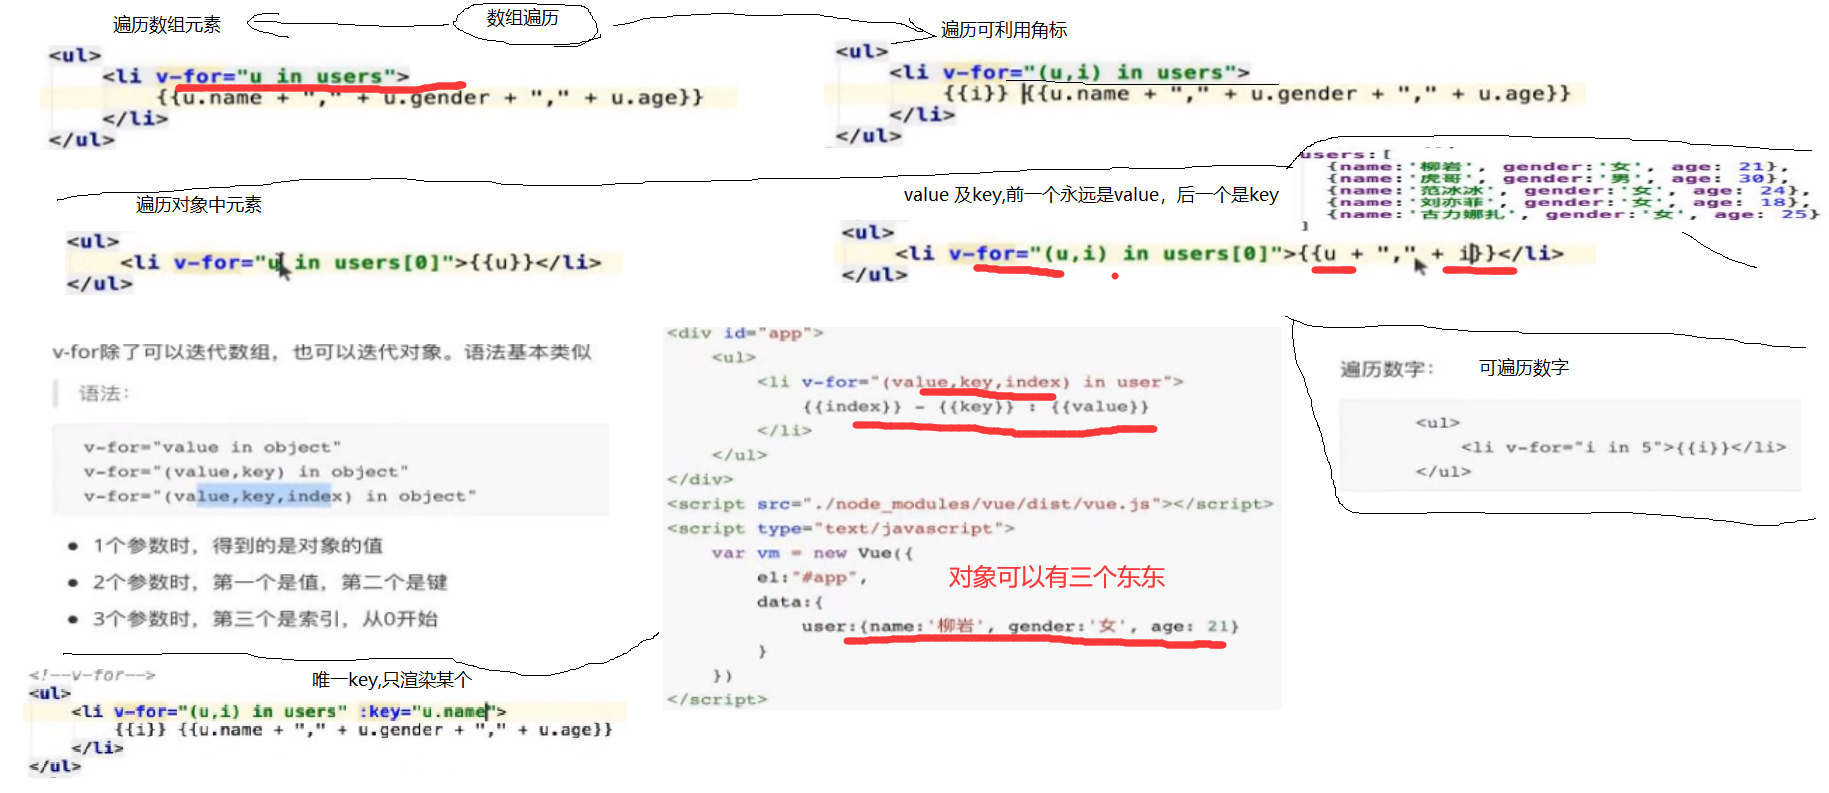 数组遍历
遍历数组元素
<ul>
<li v-for="u in users">
{{u.name + "," + u.gender + "," + u.age}}
</li>
</ul>
遍历可利用角标
<ul>
<li v-for="(u,i) in users">
{{i}} {{u.name + "," + u.gender + "," + u.age}}
</li>
</ul>
users:[
{name:'柳岩', gender:'女', age: 21},
{name:'虎哥', gender:'男', age: 30},
{name:'范冰冰', gender:'女', age: 24},
{name:'刘亦菲', gender:'女', age: 18},
{name:'古力娜扎', gender:'女', age: 25}
]
遍历对象中元素
<ul>
<li v-for="u in users[0]">{{u}}</li>
</ul>
value 及key,前一个永远是value，后一个是key
<ul>
<li v-for="(u,i) in users[0]">{{u + "," + i}}</li>
</ul>
v-for除了可以迭代数组，也可以迭代对象。语法基本类似
语法：
v-for="value in object"
v-for="(value,key) in object"
v-for="(value,key,index) in object"
● 1个参数时，得到的是对象的值
● 2个参数时，第一个是值，第二个是键
● 3个参数时，第三个是索引，从0开始
<div id="app">
<ul>
<li v-for="(value,key,index) in user">
{{index}} - {{key}} : {{value}}
</li>
</ul>
</div>
<script src="./node_modules/vue/dist/vue.js"></script>
<script type="text/javascript">
var vm = new Vue({
el:"#app",
data:{
user:{name:'柳岩', gender:'女', age: 21}
}
})
</script>
对象可以有三个东东
遍历数字： 可遍历数字
<ul>
<li v-for="i in 5">{{i}}</li>
</ul>
唯一key,只渲染某个
<!--v-for-->
<ul>
<li v-for="(u,i) in users" :key="u.name">
{{i}} {{u.name + "," + u.gender + "," + u.age}}
</li>
</ul>